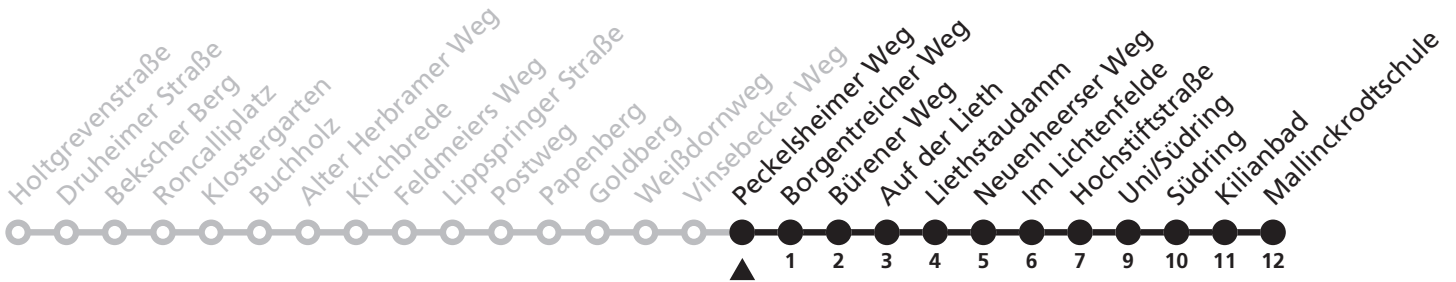 Holtgrevenstraße
Druheimer Straße
Bekscher Berg
Roncalliplatz
Klostergarten
Buchholz
Alter Herbramer Weg
Kirchbrede
Feldmeiers Weg
Lippspringer Straße
Postweg
Papenberg
Goldberg
Weißdornweg
Vinsebecker Weg
Peckelsheimer Weg
Borgentreicher Weg
Bürener Weg
Auf der Lieth
Liethstaudamm
Neuenheerser Weg
Im Lichtenfelde
Hochstiftstraße
Uni/Südring
Südring
Kilianbad
Mallinckrodtschule
1 2 3 4 5 6 7 9 10 11 12